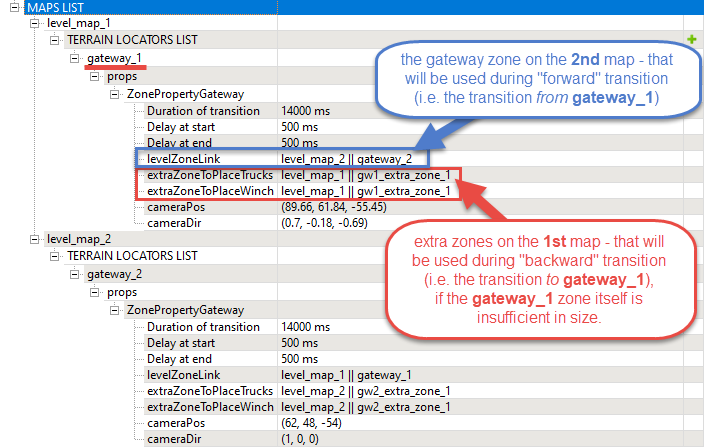 MAPS LIST
level_map_1
TERRAIN LOCATORS LIST
gateway_1
props
ZonePropertyGateway
Duration of transition 14000 ms
Delay at start 500 ms
Delay at end 500 ms
levelZoneLink level_map_2 || gateway_2
extraZoneToPlaceTrucks level_map_1 || gw1_extra_zone_1
extraZoneToPlaceWinch level_map_1 || gw1_extra_zone_1
cameraPos (89.66, 61.84, -55.45)
cameraDir (0.7, -0.18, -0.69)
the gateway zone on the 2nd map - that
will be used during "forward" transition
(i.e. the transition from gateway_1)
extra zones on the 1st map - that will
be used during "backward" transition
(i.e. the transition to gateway_1),
if the gateway_1 zone itself is
insufficient in size.
level_map_2
TERRAIN LOCATORS LIST
gateway_2
props
ZonePropertyGateway
Duration of transition 14000 ms
Delay at start 500 ms
Delay at end 500 ms
levelZoneLink level_map_1 || gateway_1
extraZoneToPlaceTrucks level_map_2 || gw2_extra_zone_1
extraZoneToPlaceWinch level_map_2 || gw2_extra_zone_1
cameraPos (62, 48, -54)
cameraDir (1, 0, 0)